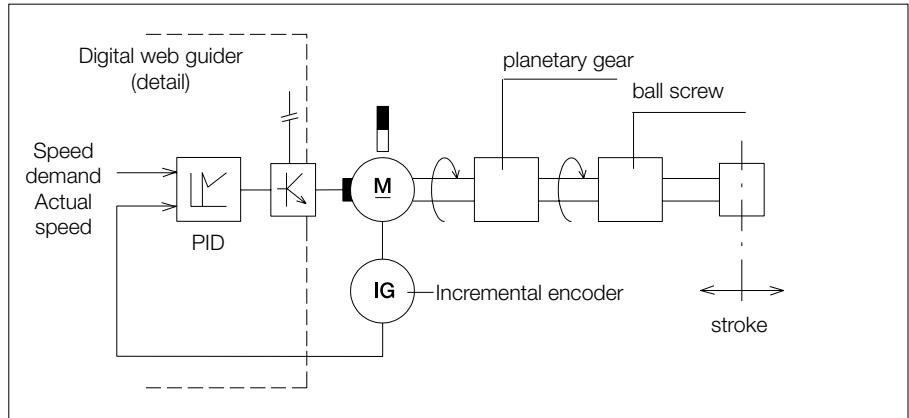 Digital web guider
(detail)
planetary gear
ball screw
Speed
demand
Actual
speed
PID
M
IG
Incremental encoder
stroke